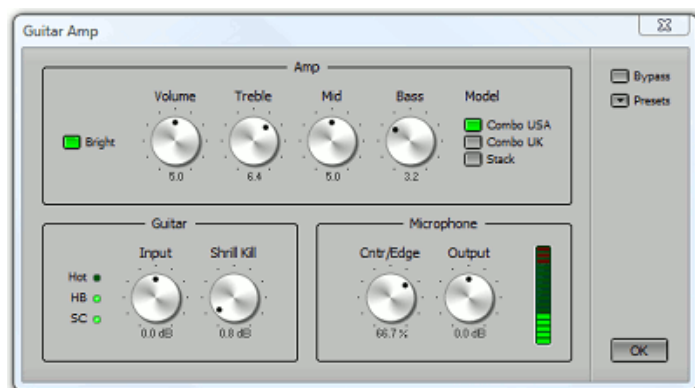 Guitar Amp
Amp
Volume Treble Mid Bass Model
Bright
Combo USA
Combo UK
Stack
5.0 6.4 5.0 3.2
Bypass
Presets
Guitar
Input Shrill Kill
Hot
HB
SC
0.0 dB 0.8 dB
Microphone
Cntr/Edge Output
66.7 % 0.0 dB
OK